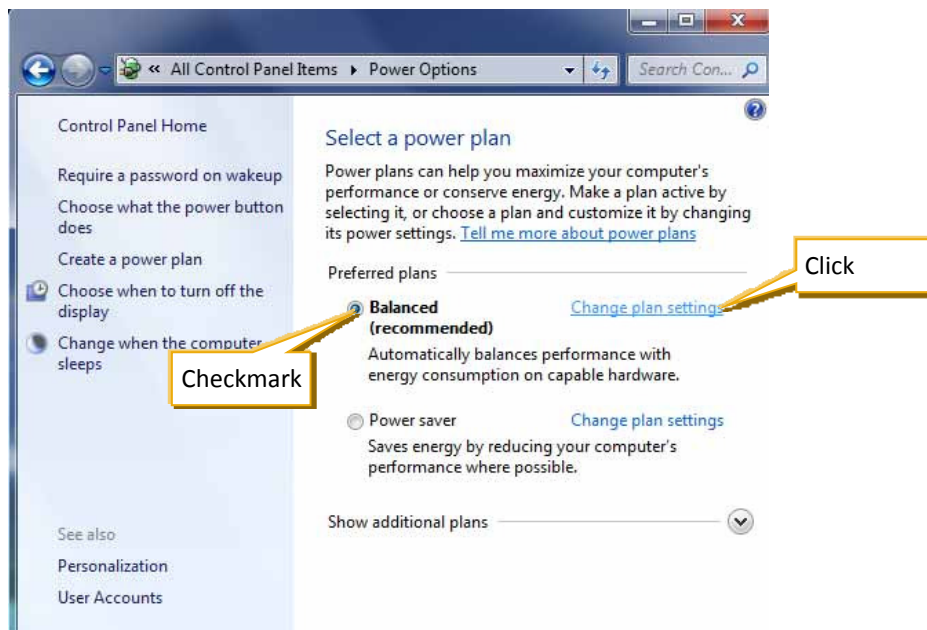 « All Control Panel Items ▸ Power Options
Search Con...
Control Panel Home
Require a password on wakeup
Choose what the power button
does
Create a power plan
Choose when to turn off the
display
Change when the computer
sleeps
See also
Personalization
User Accounts
Select a power plan
Power plans can help you maximize your computer's
performance or conserve energy. Make a plan active by
selecting it, or choose a plan and customize it by changing
its power settings. Tell me more about power plans
Preferred plans
Balanced
(recommended)
Change plan settings
Automatically balances performance with
energy consumption on capable hardware.
Power saver
Change plan settings
Saves energy by reducing your computer's
performance where possible.
Show additional plans
Click
Checkmark